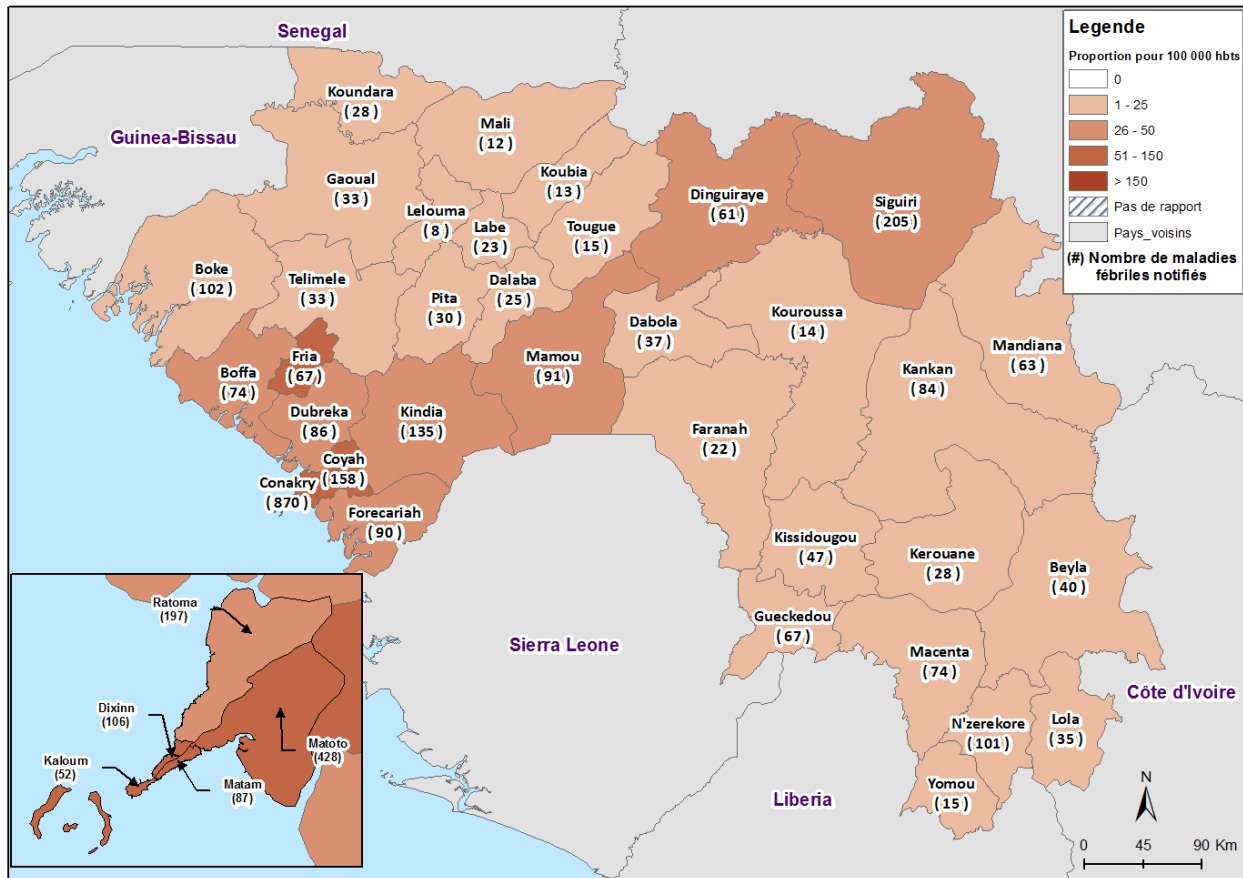 Senegal
Guinea-Bissau
Koundara
(28)
Mali
(12)
Gaoual
(33)
Koubia
(13)
Lelouma
(8)
Labe
(23)
Tougue
(15)
Dinguiraye
(61)
Siguiri
(205)
Boke
(102)
Telimele
(33)
Pita
(30)
Dalaba
(25)
Dabola
(37)
Kouroussa
(14)
Mandiana
(63)
Kankan
(84)
Fria
(67)
Boffa
(74)
Mamou
(91)
Dubreka
(86)
Kindia
(135)
Faranah
(22)
Coyah
(158)
Conakry
(870)
Forecariah
(90)
Kissidougou
(47)
Kerouane
(28)
Beyla
(40)
Gueckedou
(67)
Macenta
(74)
N'zerekore
(101)
Lola
(35)
Yomou
(15)
Sierra Leone
Liberia
Côte d'Ivoire
Legende
Proportion pour 100 000 hbts
0
1 - 25
26 - 50
51 - 150
> 150
Pas de rapport
Pays_voisins
(#) Nombre de maladies
fébriles notifiés
Ratoma
(197)
Dixinn
(106)
Kaloum
(52)
Matam
(87)
Matoto
(428)
N
0 45 90 Km